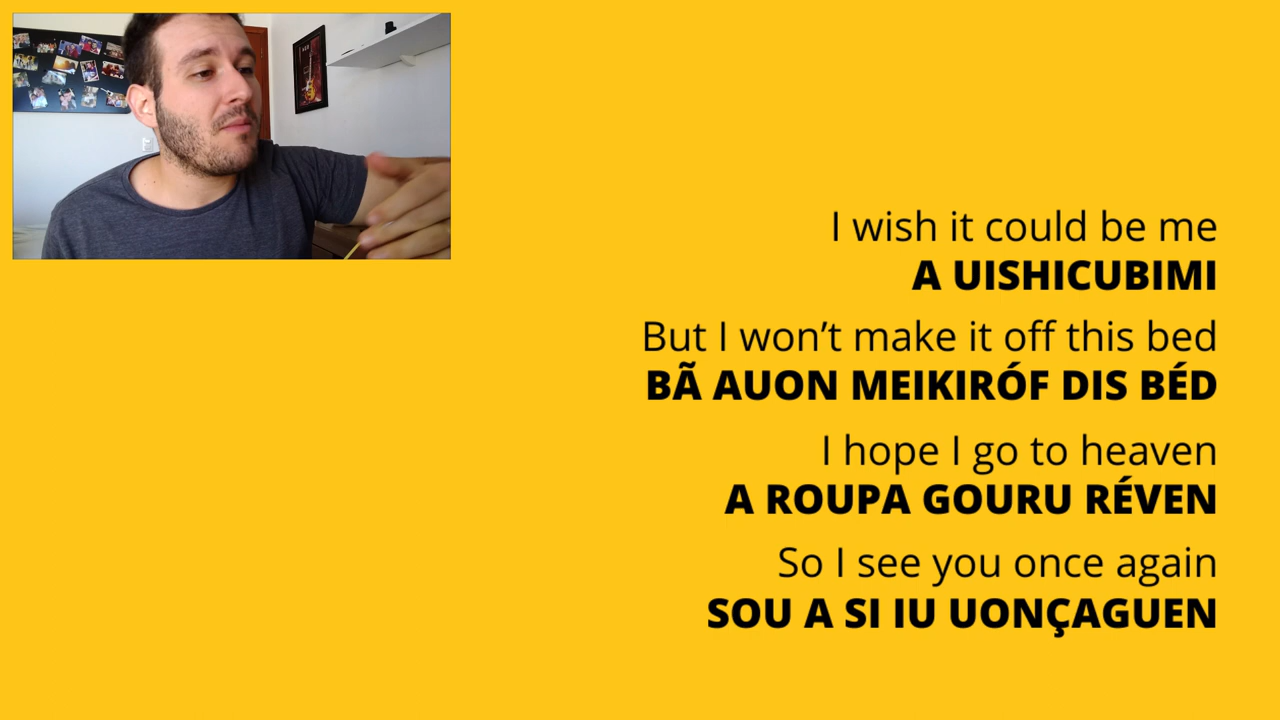 I wish it could be me
A UISHICUBIMI
But I won’t make it off this bed
BÃ AUON MEIKIRÓF DIS BÉD
I hope I go to heaven
A ROUPA GOURU RÉVEN
So I see you once again
SOU A SI IU UONÇAGUEN